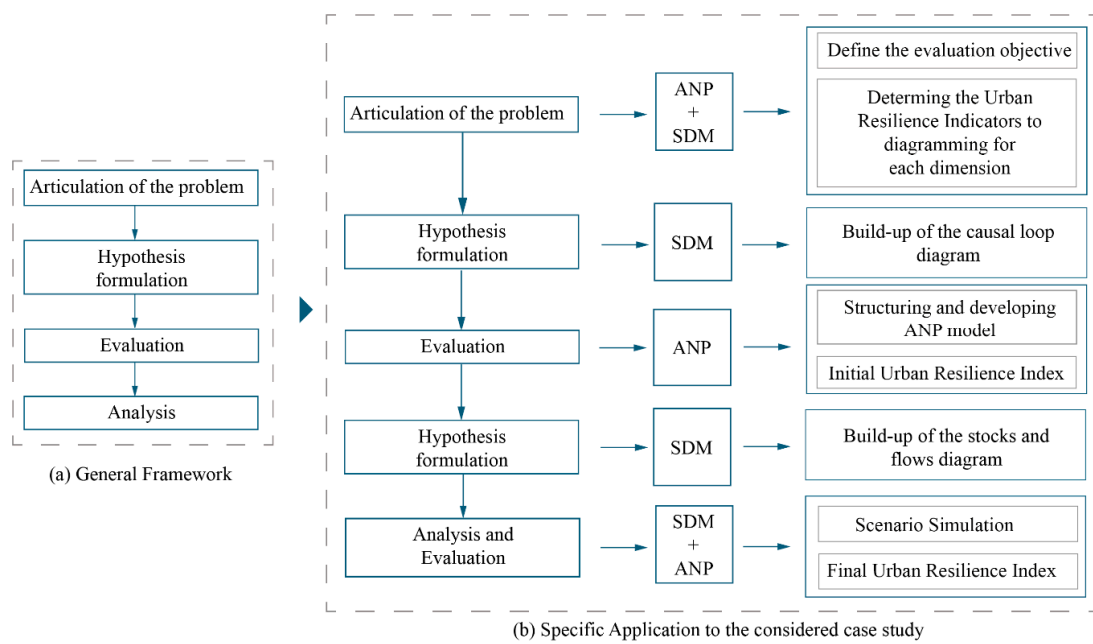 Articulation of the problem
Hypothesis
formulation
Evaluation
Analysis
(a) General Framework
Articulation of the problem
ANP
+
SDM
Define the evaluation objective
Determing the Urban
Resilience Indicators to
diagramming for
each dimension
Hypothesis
formulation
SDM
Build-up of the causal loop
diagram
Evaluation
ANP
Structuring and developing
ANP model
Initial Urban Resilience Index
Hypothesis
formulation
SDM
Build-up of the stocks and
flows diagram
Analysis and
Evaluation
SDM
+
ANP
Scenario Simulation
Final Urban Resilience Index
(b) Specific Application to the considered case study